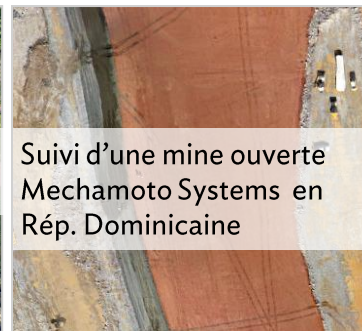 Suivi d’une mine ouverte
Mechamoto Systems en
Rép. Dominicaine